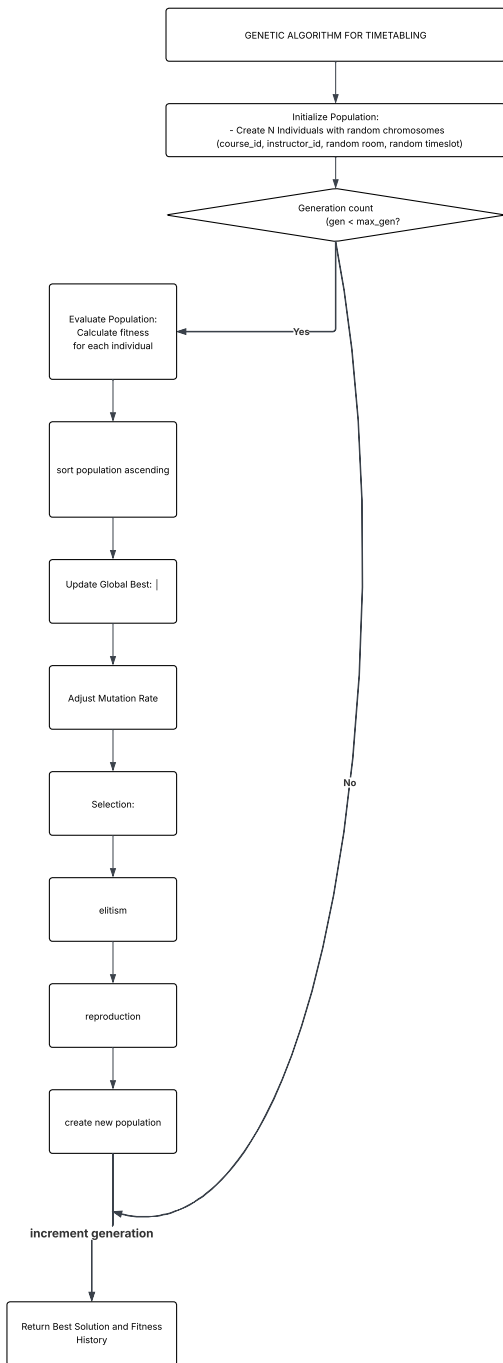 GENETIC ALGORITHM FOR TIMETABLING
Initialize Population:
- Create N Individuals with random chromosomes
(course_id, instructor_id, random room, random timeslot)
Generation count
(gen < max_gen?
Yes
Evaluate Population:
Calculate fitness
for each individual
sort population ascending
Update Global Best: |
Adjust Mutation Rate
No
Selection:
elitism
reproduction
create new population
increment generation
Return Best Solution and Fitness
History